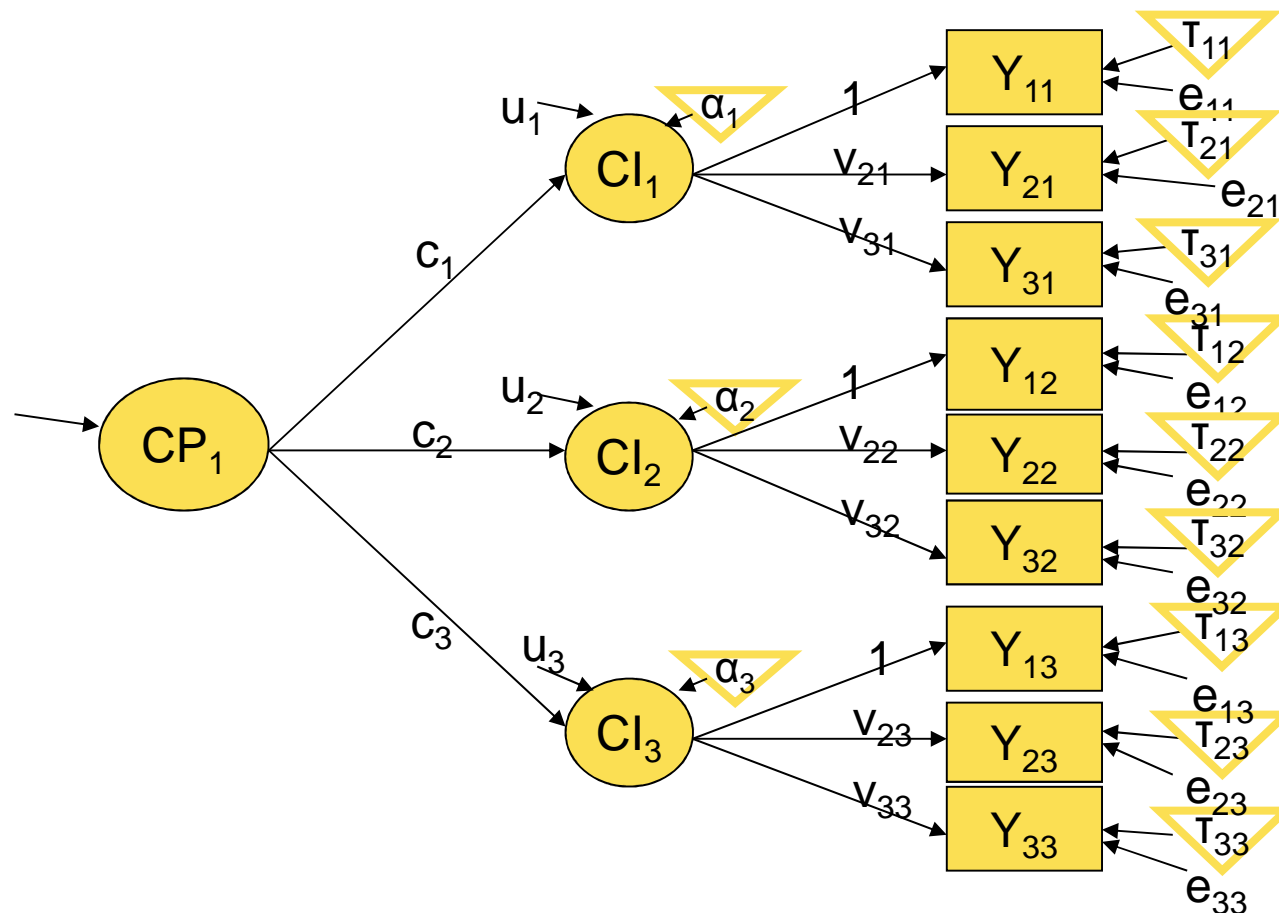 τ₁₁
Y₁₁
1
e₁₁
u₁
α₁
τ₂₁
CI₁
v₂₁
Y₂₁
e₂₁
v₃₁
τ₃₁
c₁
Y₃₁
e₃₁
τ₁₂
Y₁₂
1
e₁₂
u₂
α₂
CP₁
c₂
CI₂
v₂₂
Y₂₂
τ₂₂
e₂₂
v₃₂
Y₃₂
τ₃₂
e₃₂
c₃
u₃
α₃
1
Y₁₃
τ₁₃
e₁₃
CI₃
v₂₃
Y₂₃
τ₂₃
e₂₃
v₃₃
Y₃₃
τ₃₃
e₃₃